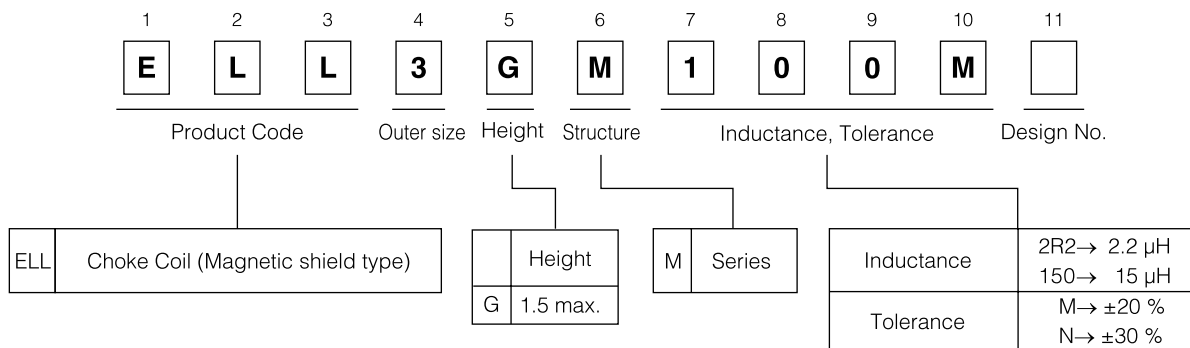 1 2 3 4 5 6 7 8 9 10 11
E L L 3 G M 1 0 0 M
Product Code Outer size Height Structure Inductance, Tolerance Design No.
ELL Choke Coil (Magnetic shield type)
Height
G 1.5 max.
M Series
Inductance 2R2→ 2.2 µH
150→ 15 µH
Tolerance M→ ±20 %
N→ ±30 %